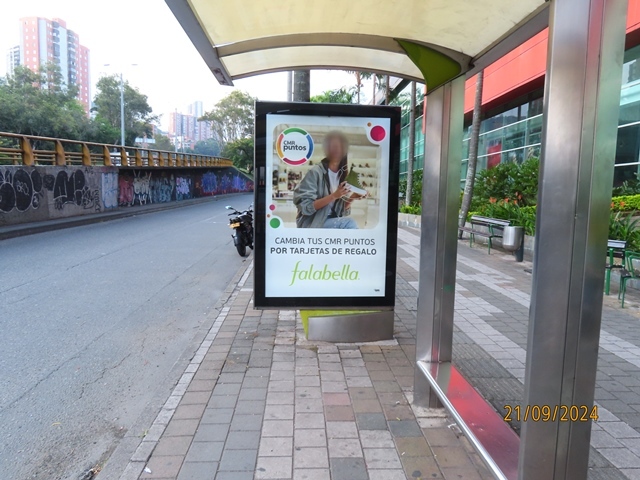 CMR
puntos
CAMBIA TUS CMR PUNTOS
POR TARJETAS DE REGALO
falabella.
21/09/2024